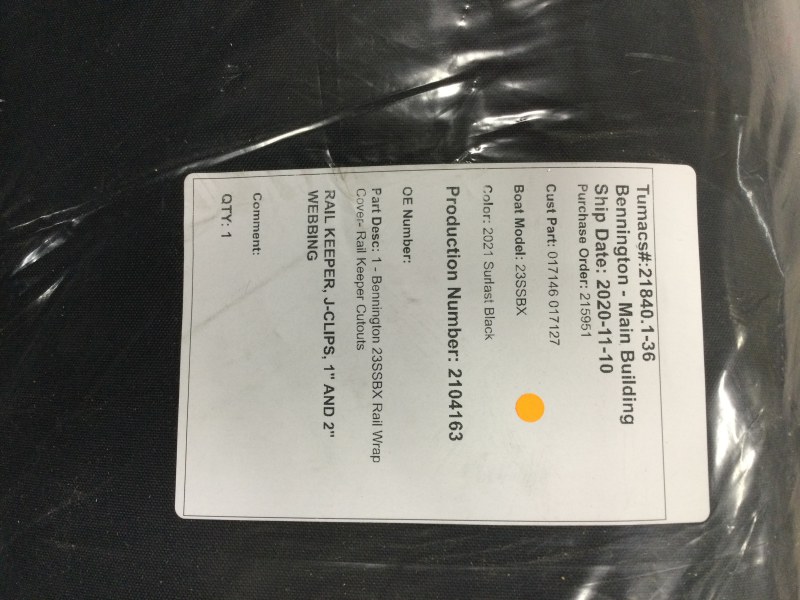 Tumacs#:21840.1-36
Bennington - Main Building
Ship Date: 2020-11-10
Purchase Order: 215951
Cust Part: 017146 017127
Boat Model: 23SSBX
Color: 2021 Surlast Black
Production Number: 2104163
OE Number:
Part Desc: 1 - Bennington 23SSBX Rail Wrap
Cover- Rail Keeper Cutouts
RAIL KEEPER, J-CLIPS, 1" AND 2"
WEBBING
Comment:
QTY: 1